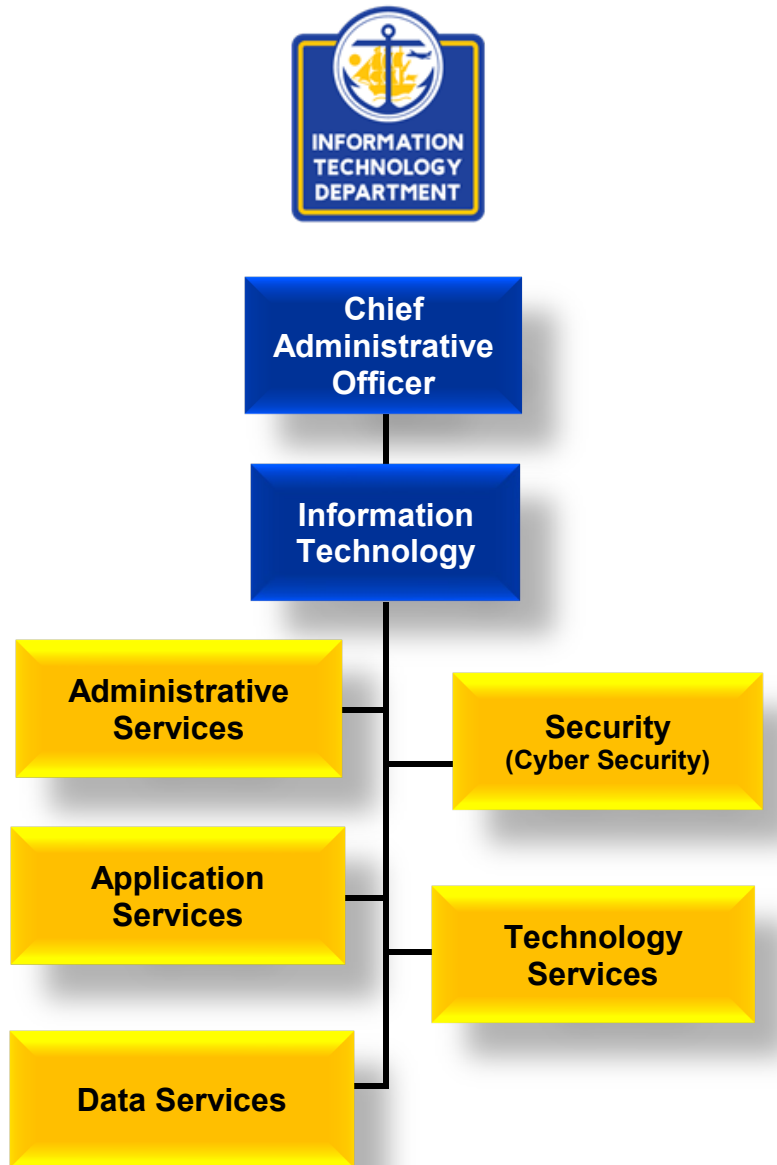 INFORMATION
TECHNOLOGY
DEPARTMENT
Chief
Administrative
Officer
Information
Technology
Administrative
Services
Security
(Cyber Security)
Application
Services
Technology
Services
Data Services